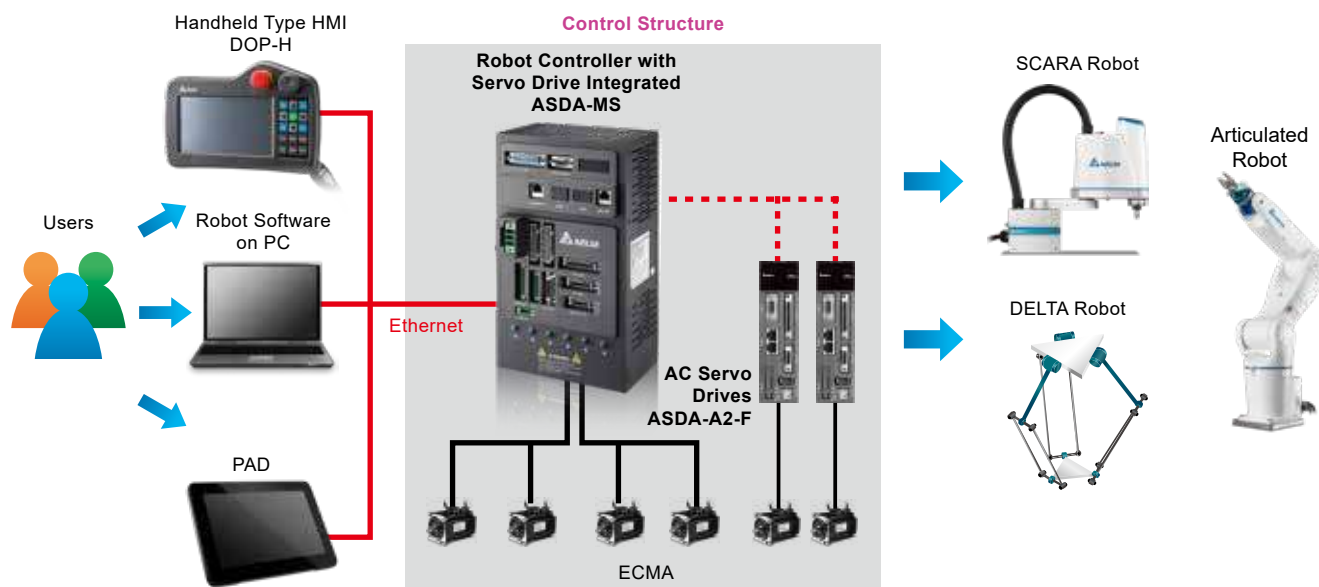 Control Structure
Handheld Type HMI
DOP-H
Users
Robot Software
on PC
PAD
Ethernet
Robot Controller with
Servo Drive Integrated
ASDA-MS
AC Servo
Drives
ASDA-A2-F
ECMA
SCARA Robot
DELTA Robot
Articulated
Robot